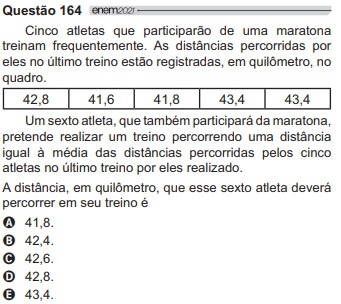 Questão 164 enem2021
Cinco atletas que participarão de uma maratona
treinam frequentemente. As distâncias percorridas por
eles no último treino estão registradas, em quilômetro, no
quadro.
42,8 41,6 41,8 43,4 43,4
Um sexto atleta, que também participará da maratona,
pretende realizar um treino percorrendo uma distância
igual à média das distâncias percorridas pelos cinco
atletas no último treino por eles realizado.
A distância, em quilômetro, que esse sexto atleta deverá
percorrer em seu treino é
A 41,8.
B 42,4.
C 42,6.
D 42,8.
E 43,4.